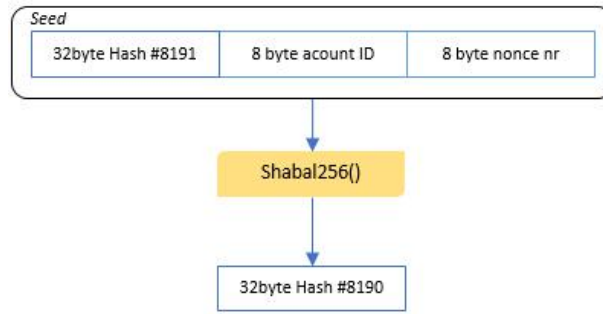 Seed
32byte Hash #8191 8 byte acount ID 8 byte nonce nr
Shabal256()
32byte Hash #8190